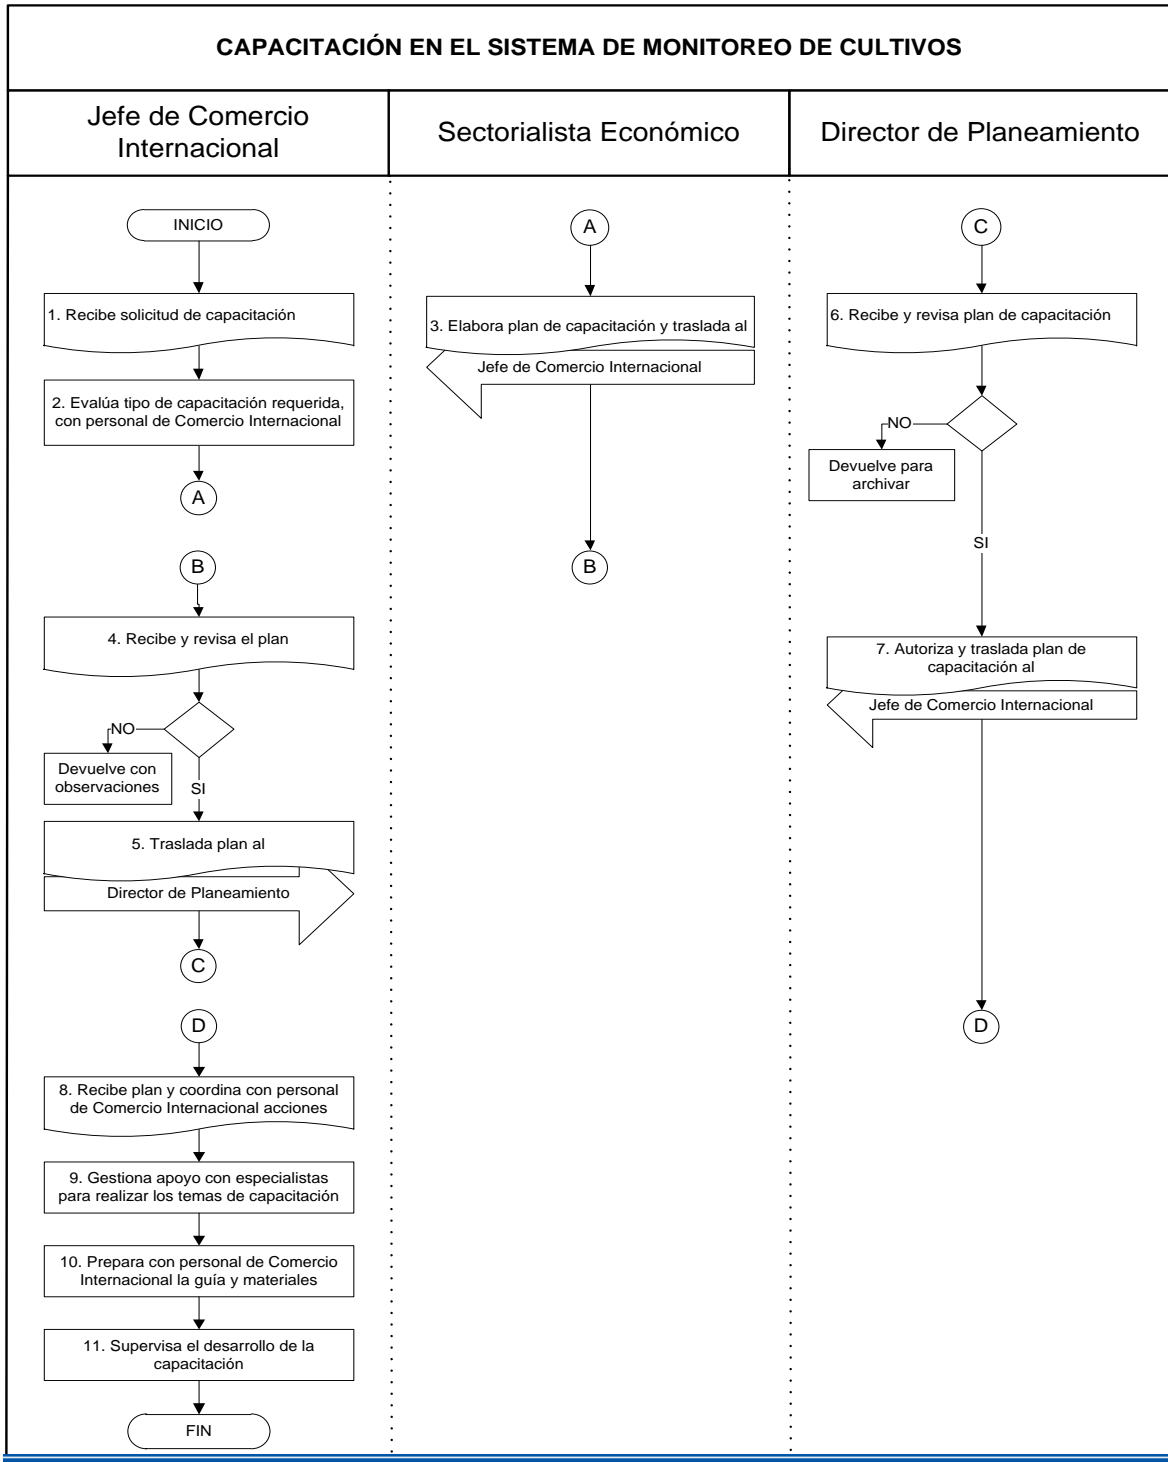 CAPACITACIÓN EN EL SISTEMA DE MONITOREO DE CULTIVOS
Jefe de Comercio
Internacional
Sectorialista Económico
Director de Planeamiento
INICIO
1. Recibe solicitud de capacitación
2. Evalúa tipo de capacitación requerida,
con personal de Comercio Internacional
A
B
4. Recibe y revisa el plan
NO
Devuelve con
observaciones
SI
5. Traslada plan al
Director de Planeamiento
C
D
8. Recibe plan y coordina con personal
de Comercio Internacional acciones
9. Gestiona apoyo con especialistas
para realizar los temas de capacitación
10. Prepara con personal de Comercio
Internacional la guía y materiales
11. Supervisa el desarrollo de la
capacitación
FIN
A
3. Elabora plan de capacitación y traslada al
Jefe de Comercio Internacional
B
C
6. Recibe y revisa plan de capacitación
NO
Devuelve para
archivar
SI
7. Autoriza y traslada plan de
capacitación al
Jefe de Comercio Internacional
D